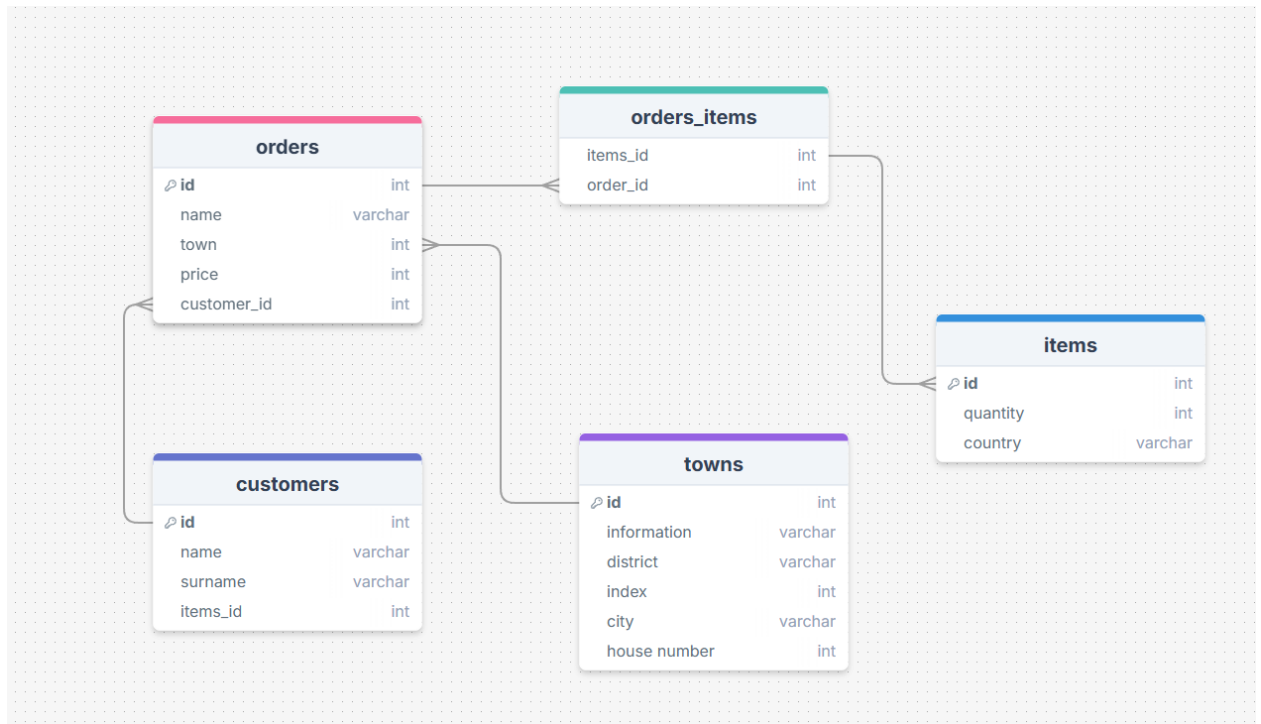 orders
id int
name varchar
town int
price int
customer_id int
orders_items
items_id int
order_id int
items
id int
quantity int
country varchar
customers
id int
name varchar
surname varchar
items_id int
towns
id int
information varchar
district varchar
index int
city varchar
house number int